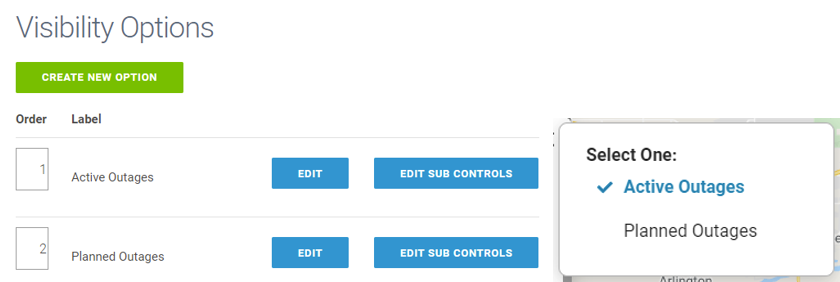 Visibility Options
CREATE NEW OPTION
Order Label
1 Active Outages EDIT EDIT SUB CONTROLS
2 Planned Outages EDIT EDIT SUB CONTROLS
Select One:
Active Outages
Planned Outages
Arlington